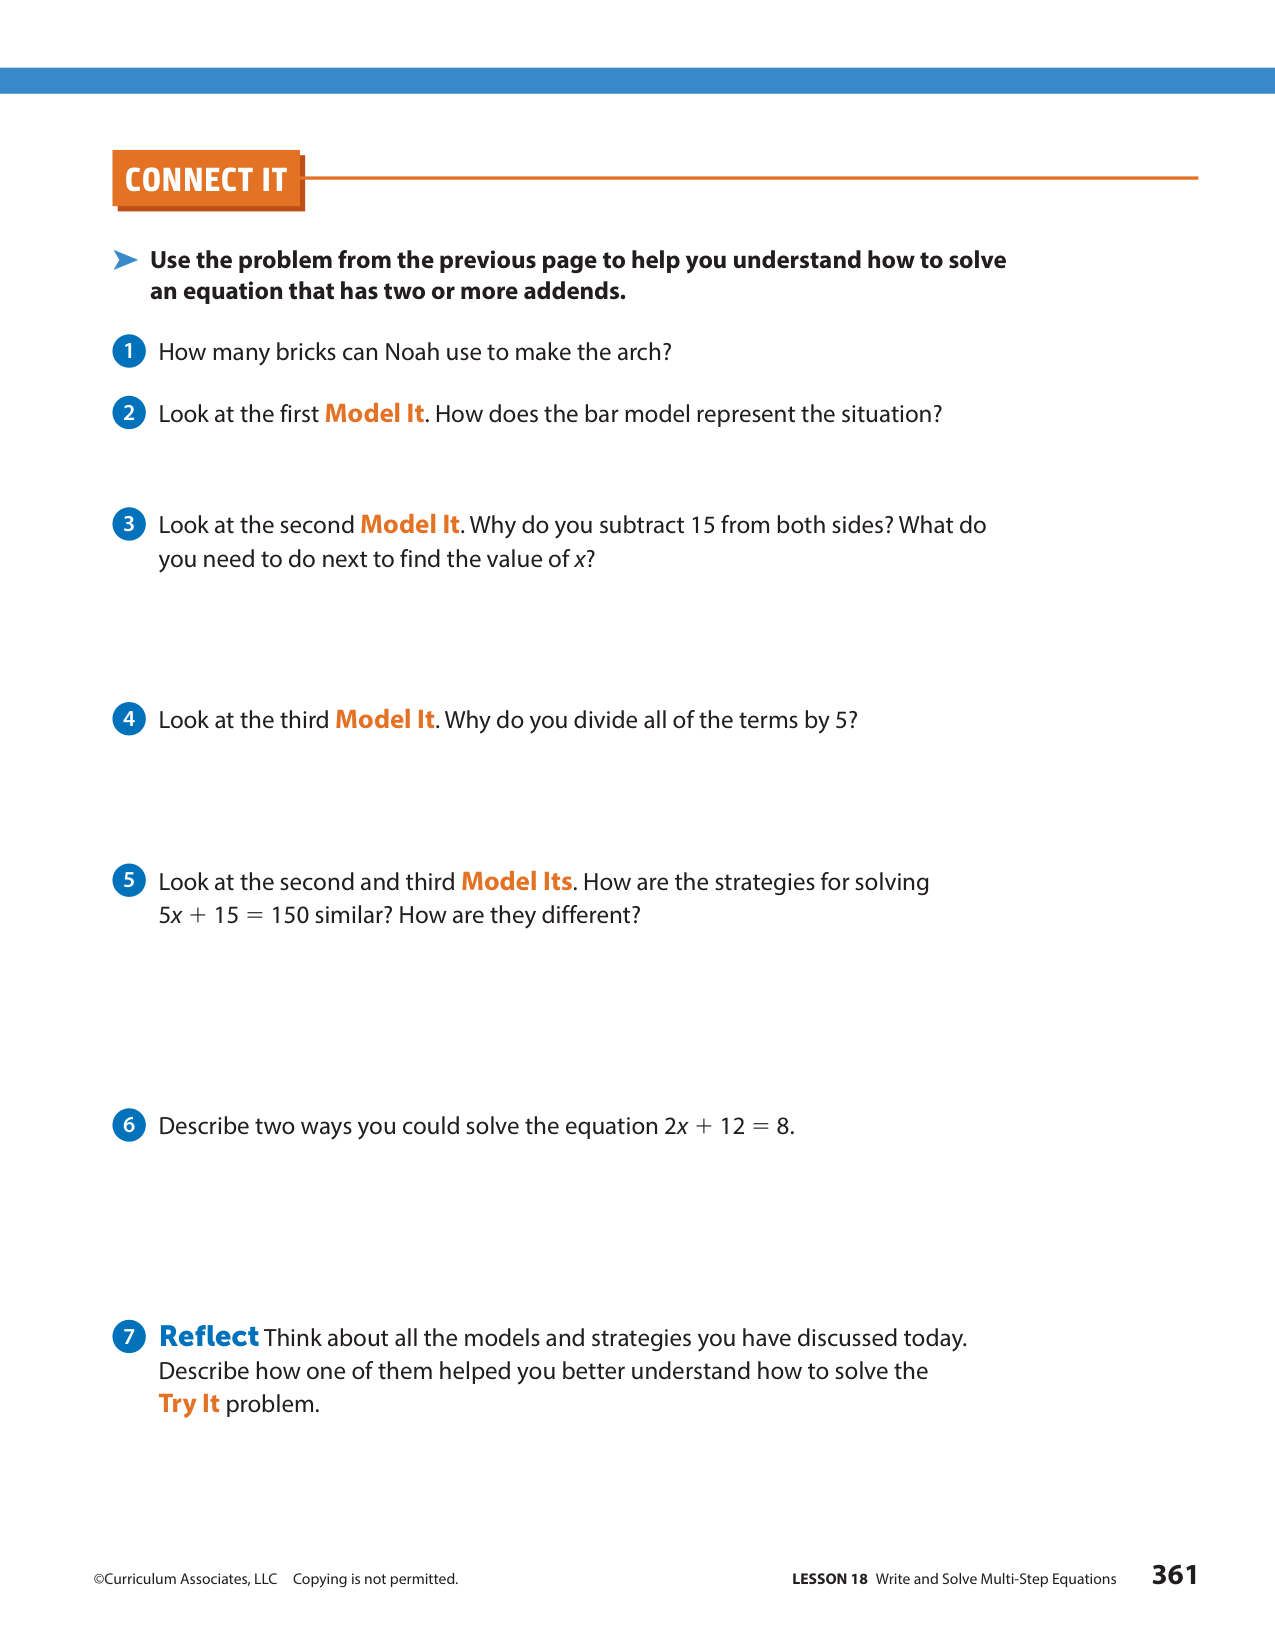 CONNECT IT
Use the problem from the previous page to help you understand how to solve
an equation that has two or more addends.
1 How many bricks can Noah use to make the arch?
2 Look at the first Model It. How does the bar model represent the situation?
3 Look at the second Model It. Why do you subtract 15 from both sides? What do
you need to do next to find the value of x?
4 Look at the third Model It. Why do you divide all of the terms by 5?
5 Look at the second and third Model Its. How are the strategies for solving
5x + 15 = 150 similar? How are they different?
6 Describe two ways you could solve the equation 2x + 12 = 8.
7 Reflect Think about all the models and strategies you have discussed today.
Describe how one of them helped you better understand how to solve the
Try It problem.
©Curriculum Associates, LLC Copying is not permitted.
LESSON 18 Write and Solve Multi-Step Equations 361